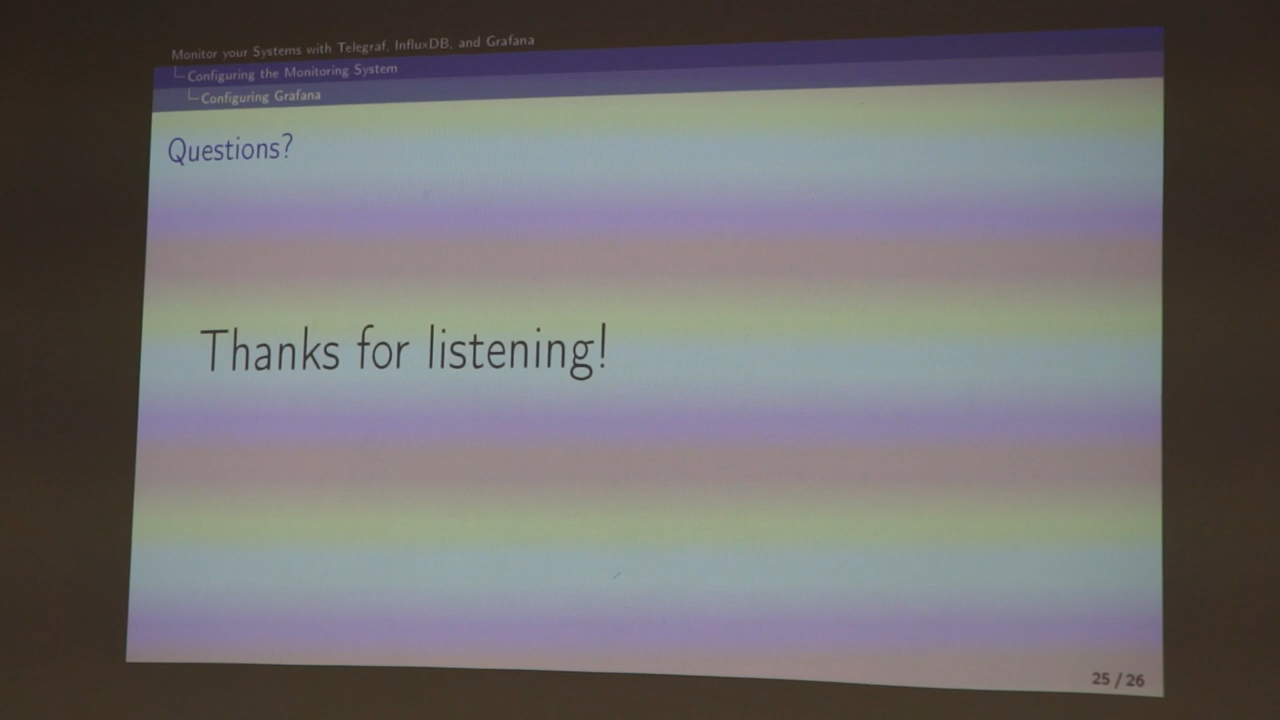 Monitor your Systems with Telegraf, InfluxDB, and Grafana
Configuring the Monitoring System
Configuring Grafana
Questions?
Thanks for listening!
25 / 26